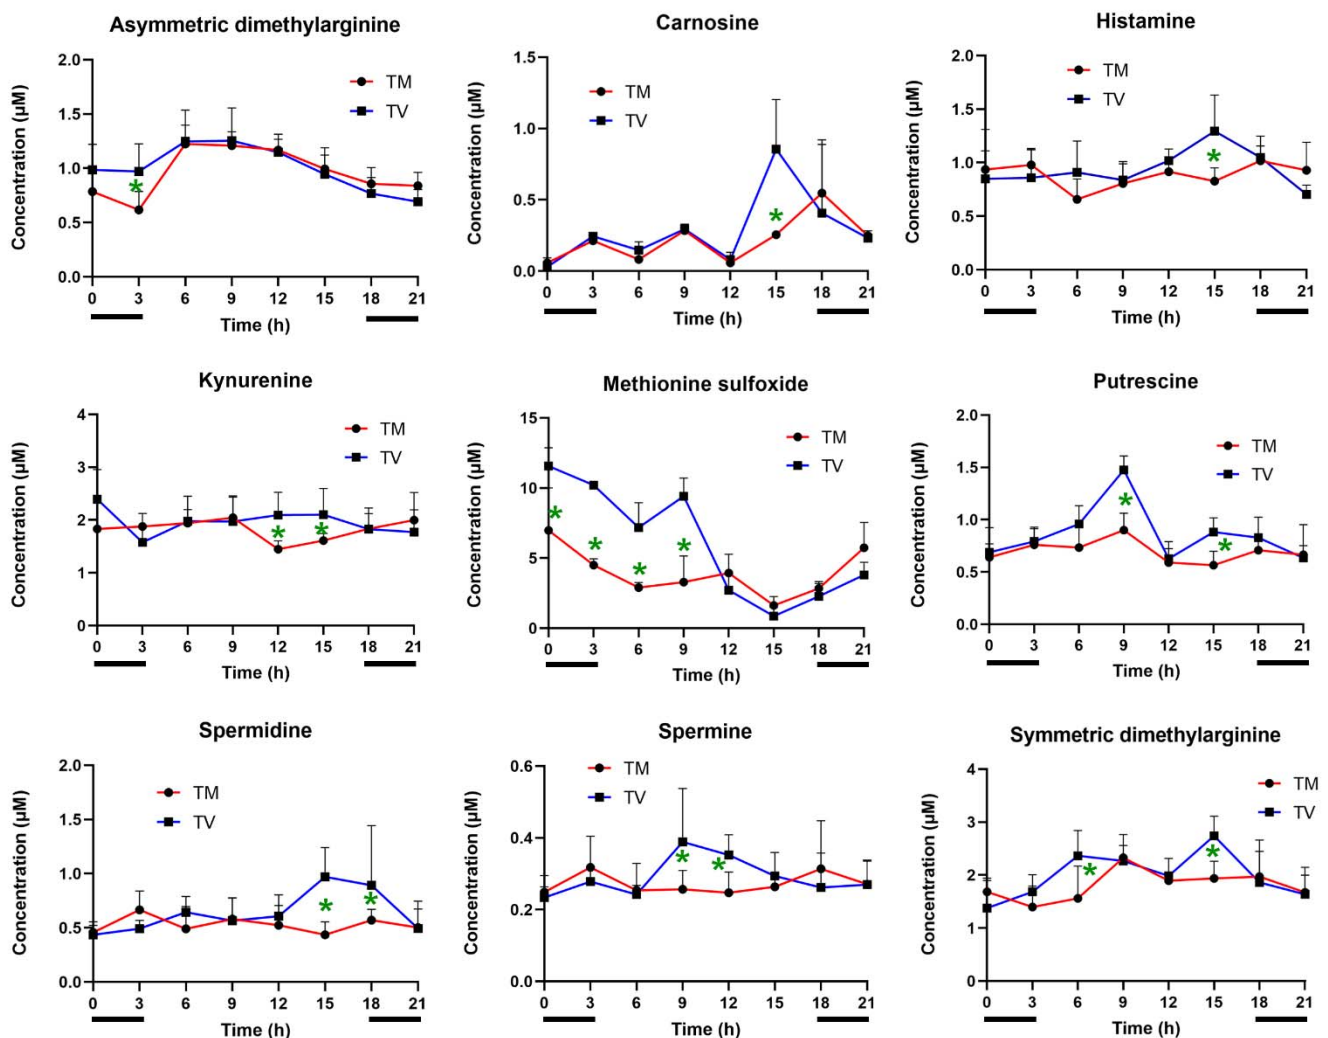 Asymmetric dimethylarginine
Concentration (µM)
2.0
1.5
1.0
0.5
0.0
TM
TV
*
0 3 6 9 12 15 18 21
Time (h)
Carnosine
Concentration (µM)
1.5
1.0
0.5
0.0
TM
TV
*
0 3 6 9 12 15 18 21
Time (h)
Histamine
Concentration (µM)
2.0
1.5
1.0
0.5
0.0
TM
TV
*
0 3 6 9 12 15 18 21
Time (h)
Kynurenine
Concentration (µM)
4
3
2
1
0
TM
TV
* *
0 3 6 9 12 15 18 21
Time (h)
Methionine sulfoxide
Concentration (µM)
15
10
5
0
TM
TV
* * * *
0 3 6 9 12 15 18 21
Time (h)
Putrescine
Concentration (µM)
2.0
1.5
1.0
0.5
0.0
TM
TV
* *
0 3 6 9 12 15 18 21
Time (h)
Spermidine
Concentration (µM)
2.0
1.5
1.0
0.5
0.0
TM
TV
* *
0 3 6 9 12 15 18 21
Time (h)
Spermine
Concentration (µM)
0.6
0.4
0.2
0.0
TM
TV
* *
0 3 6 9 12 15 18 21
Time (h)
Symmetric dimethylarginine
Concentration (µM)
4
3
2
1
0
TM
TV
* *
0 3 6 9 12 15 18 21
Time (h)